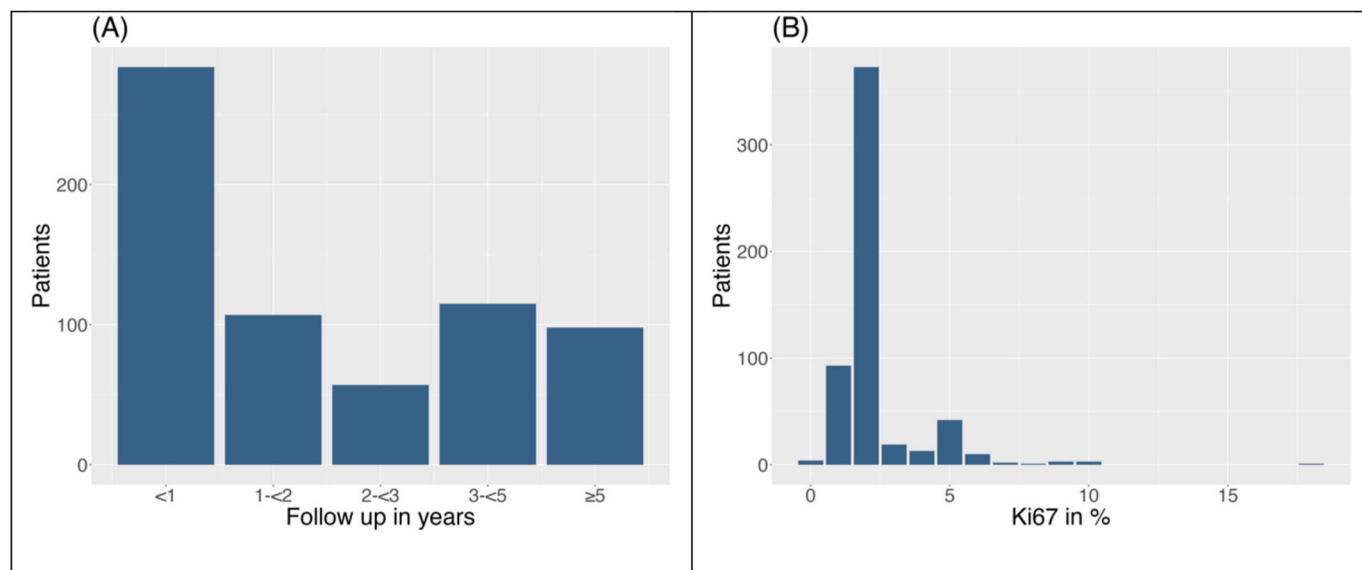 (A)
Patients
200
100
0
<1 1-<2 2-<3 3-<5 ≥5
Follow up in years
(B)
Patients
300
200
100
0
0 5 10 15
Ki67 in %